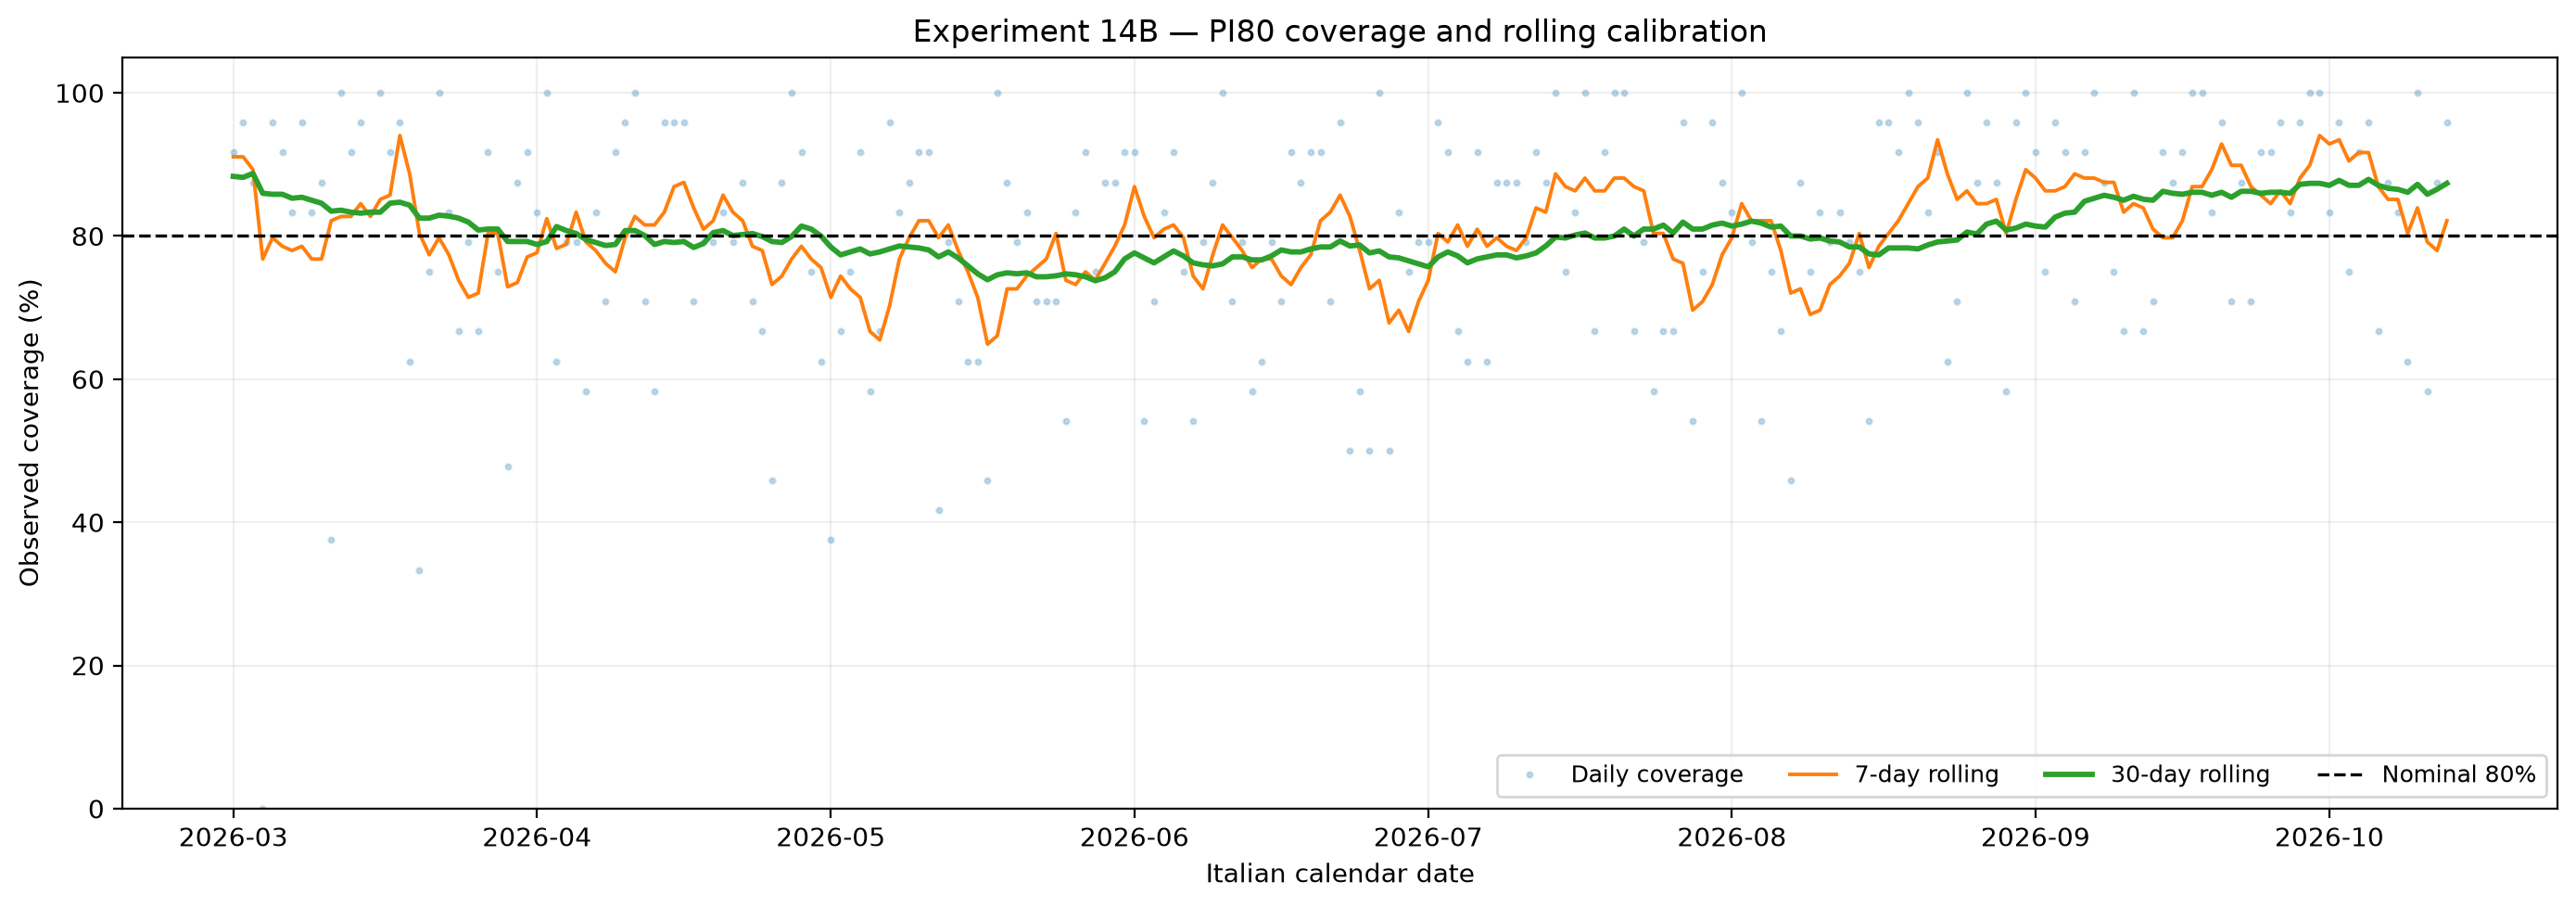 Experiment 14B — PI80 coverage and rolling calibration
Observed coverage (%)
100
80
60
40
20
0
2026-03 2026-04 2026-05 2026-06 2026-07 2026-08 2026-09 2026-10
Italian calendar date
Daily coverage 7-day rolling 30-day rolling Nominal 80%